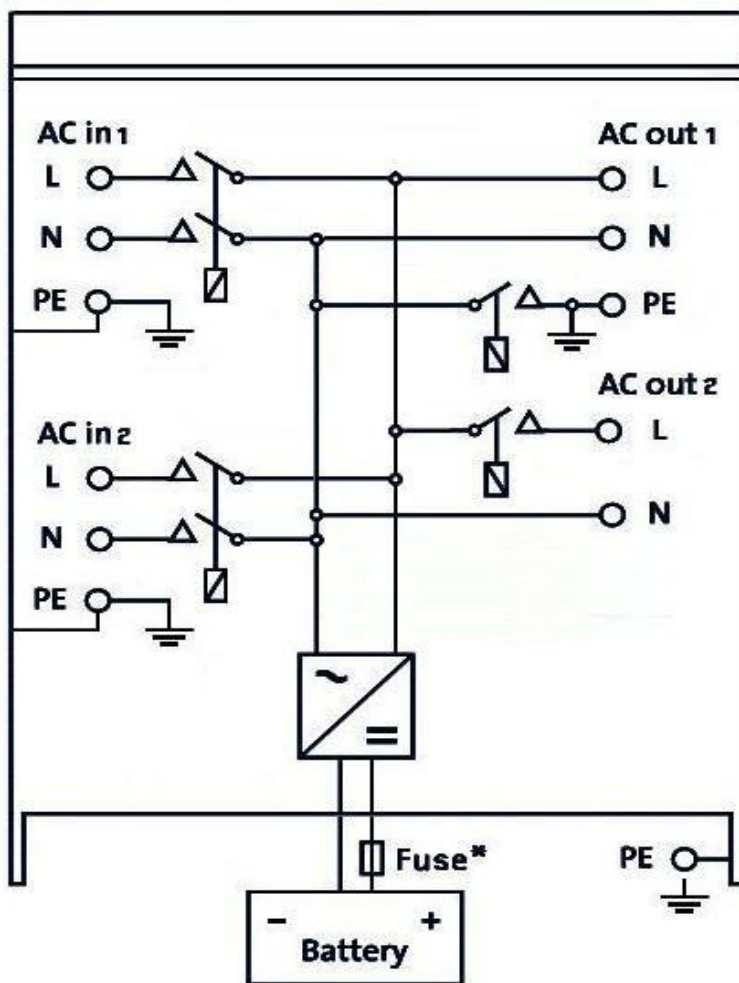 AC in 1
L
N
PE
AC in 2
L
N
PE
AC out 1
L
N
PE
AC out 2
L
N
~
=
Fuse*
PE
- +
Battery